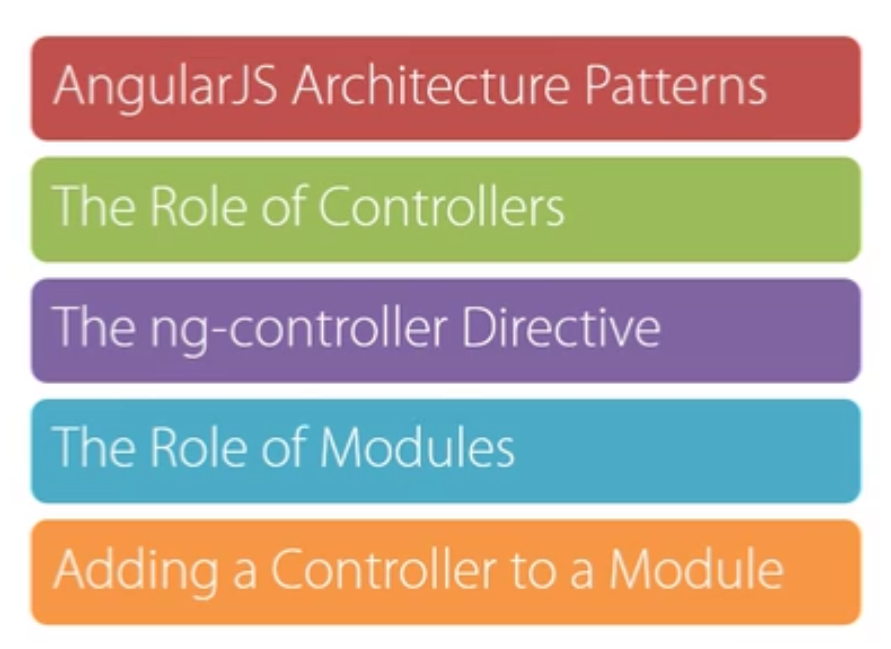 AngularJS Architecture Patterns
The Role of Controllers
The ng-controller Directive
The Role of Modules
Adding a Controller to a Module